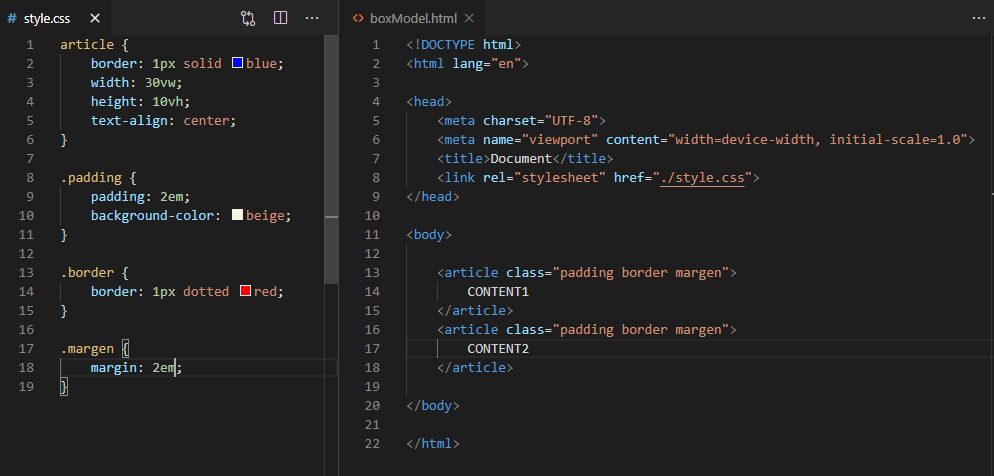 # style.css ×
1 article {
2 border: 1px solid blue;
3 width: 30vw;
4 height: 10vh;
5 text-align: center;
6 }
7
8 .padding {
9 padding: 2em;
10 background-color: beige;
11 }
12
13 .border {
14 border: 1px dotted red;
15 }
16
17 .margen {
18 margin: 2em;
19 }
<> boxModel.html ×
1 <!DOCTYPE html>
2 <html lang="en">
3
4 <head>
5 <meta charset="UTF-8">
6 <meta name="viewport" content="width=device-width, initial-scale=1.0">
7 <title>Document</title>
8 <link rel="stylesheet" href="./style.css">
9 </head>
10
11 <body>
12
13 <article class="padding border margen">
14 CONTENT1
15 </article>
16 <article class="padding border margen">
17 CONTENT2
18 </article>
19
20 </body>
21
22 </html>